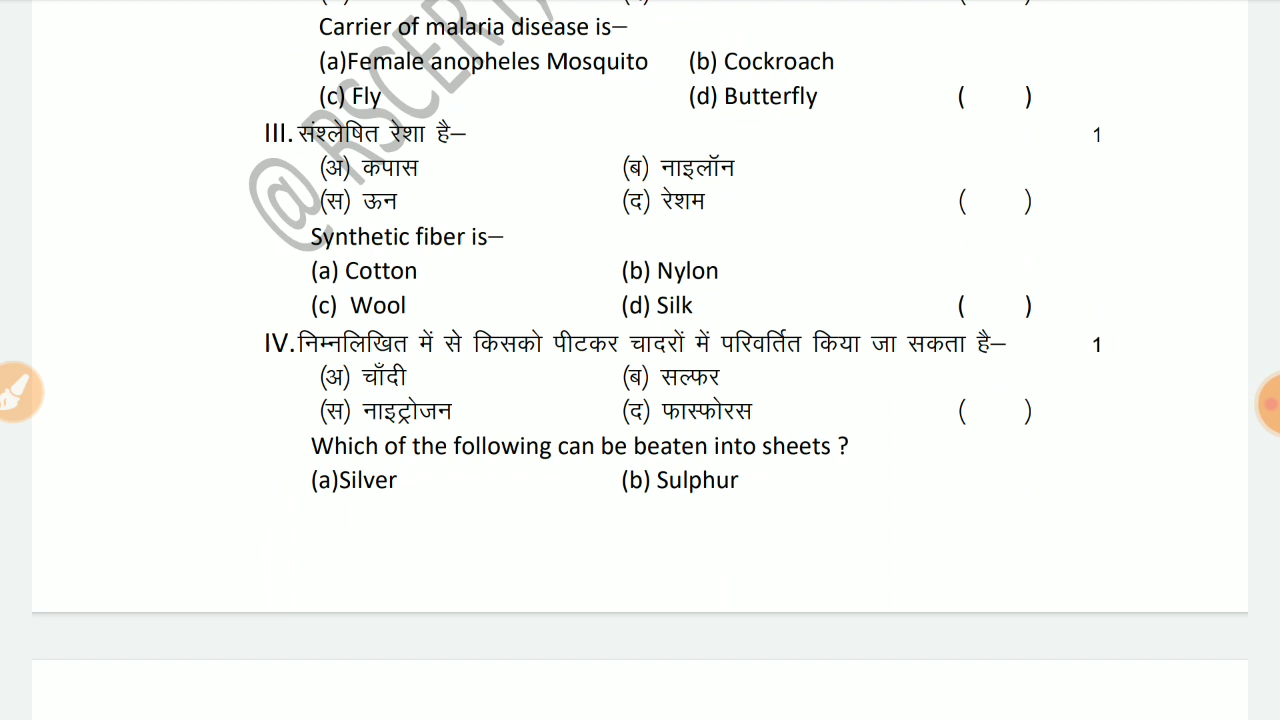 Carrier of malaria disease is–
(a)Female anopheles Mosquito (b) Cockroach
(c) Fly (d) Butterfly ( )
III. संश्लेषित रेशा है– 1
(अ) कपास (ब) नाइलॉन
(स) ऊन (द) रेशम ( )
Synthetic fiber is–
(a) Cotton (b) Nylon
(c) Wool (d) Silk ( )
IV. निम्नलिखित में से किसको पीटकर चादरों में परिवर्तित किया जा सकता है– 1
(अ) चाँदी (ब) सल्फर
(स) नाइट्रोजन (द) फास्फोरस ( )
Which of the following can be beaten into sheets ?
(a)Silver (b) Sulphur
@ RSCER